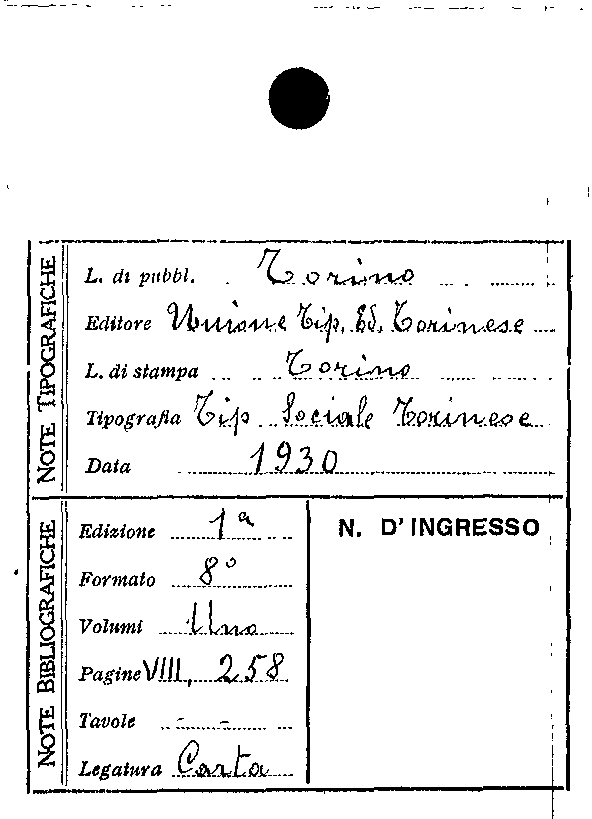 NOTE TIPOGRAFICHE
L. di pubbl. Torino
Editore Unione Tip. Ed. Torinese
L. di stampa Torino
Tipografia Tip. Sociale Torinese
Data 1930
NOTE BIBLIOGRAFICHE
Edizione 1ª
Formato 8º
Volumi Uno
Pagine VIII, 258
Tavole - -
Legatura Carta
N. D'INGRESSO